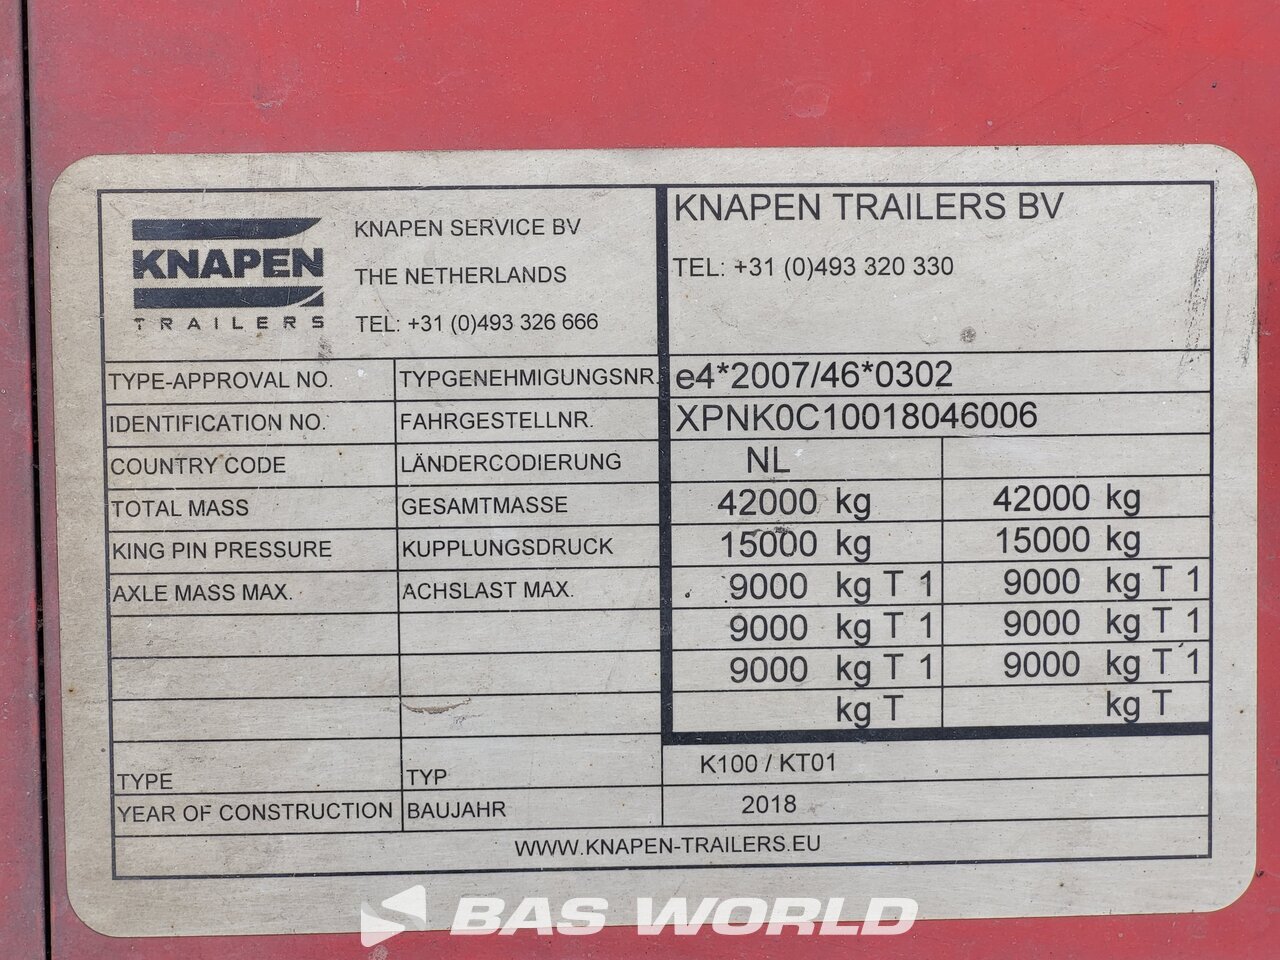 KNAPEN
TRAILERS
KNAPEN SERVICE BV
THE NETHERLANDS
TEL: +31 (0)493 326 666
KNAPEN TRAILERS BV
TEL: +31 (0)493 320 330
TYPE-APPROVAL NO. TYPGENEHMIGUNGSNR. e4*2007/46*0302
IDENTIFICATION NO. FAHRGESTELLNR. XPNK0C10018046006
COUNTRY CODE LÄNDERCODIERUNG NL
TOTAL MASS GESAMTMASSE 42000 kg 42000 kg
KING PIN PRESSURE KUPPLUNGSDRUCK 15000 kg 15000 kg
AXLE MASS MAX. ACHSLAST MAX. 9000 kg T 1 9000 kg T 1
9000 kg T 1 9000 kg T 1
9000 kg T 1 9000 kg T 1
kg T kg T
TYPE TYP K100 / KT01
YEAR OF CONSTRUCTION BAUJAHR 2018
WWW.KNAPEN-TRAILERS.EU
BAS WORLD